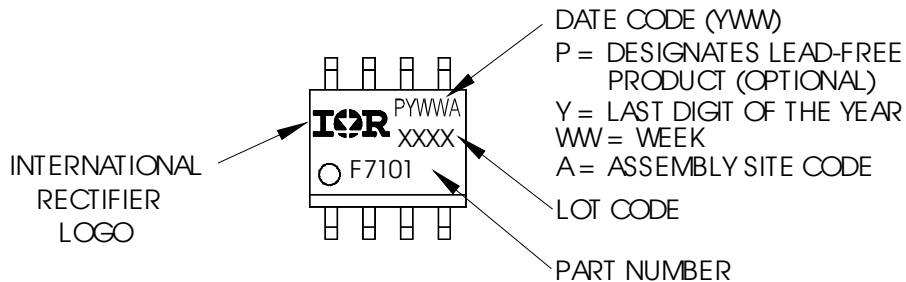 DATE CODE (YWW)
P = DESIGNATES LEAD-FREE
PRODUCT (OPTIONAL)
Y = LAST DIGIT OF THE YEAR
WW = WEEK
A = ASSEMBLY SITE CODE
LOT CODE
PART NUMBER
INTERNATIONAL
RECTIFIER
LOGO
IOR
PYWWA
XXXX
F7101